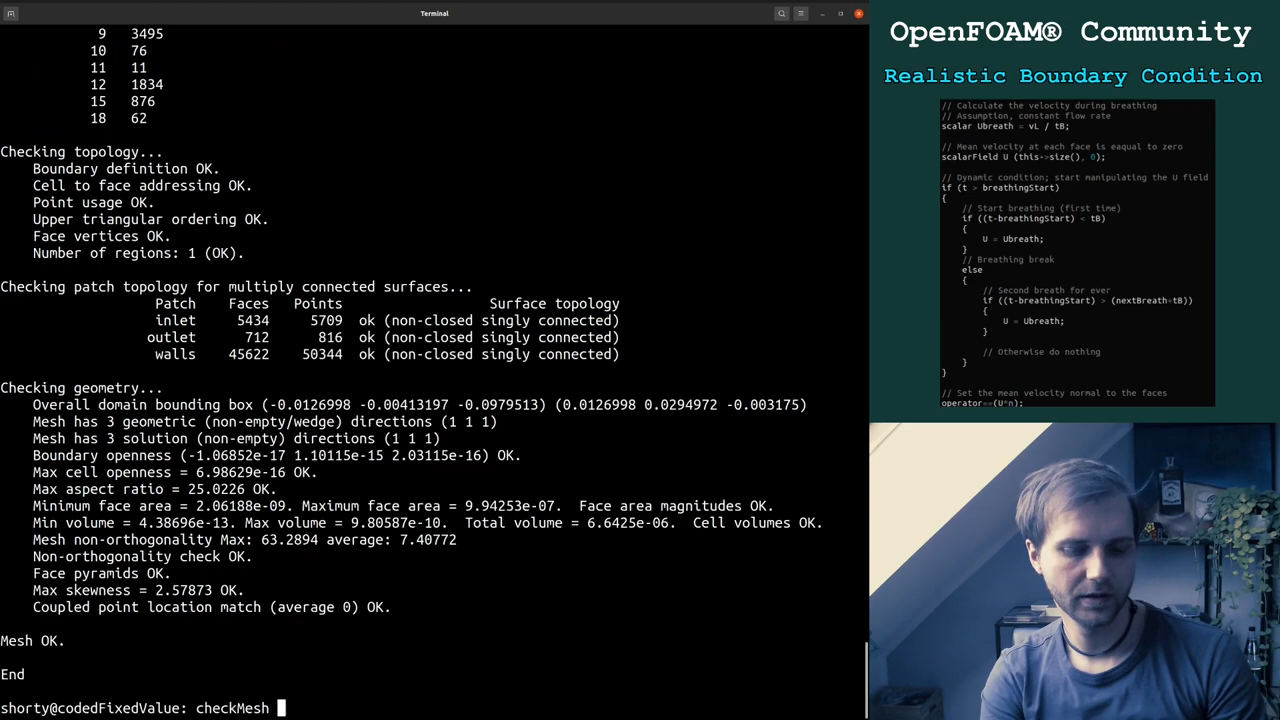 Terminal
9 3495
10 76
11 11
12 1834
15 876
18 62
Checking topology...
Boundary definition OK.
Cell to face addressing OK.
Point usage OK.
Upper triangular ordering OK.
Face vertices OK.
Number of regions: 1 (OK).
Checking patch topology for multiply connected surfaces...
Patch Faces Points Surface topology
inlet 5434 5709 ok (non-closed singly connected)
outlet 712 816 ok (non-closed singly connected)
walls 45622 50344 ok (non-closed singly connected)
Checking geometry...
Overall domain bounding box (-0.0126998 -0.00413197 -0.0979513) (0.0126998 0.0294972 -0.003175)
Mesh has 3 geometric (non-empty/wedge) directions (1 1 1)
Mesh has 3 solution (non-empty) directions (1 1 1)
Boundary openness (-1.06852e-17 1.10115e-15 2.03115e-16) OK.
Max cell openness = 6.98629e-16 OK.
Max aspect ratio = 25.0226 OK.
Minimum face area = 2.06188e-09. Maximum face area = 9.94253e-07. Face area magnitudes OK.
Min volume = 4.38696e-13. Max volume = 9.80587e-10. Total volume = 6.6425e-06. Cell volumes OK.
Mesh non-orthogonality Max: 63.2894 average: 7.40772
Non-orthogonality check OK.
Face pyramids OK.
Max skewness = 2.57873 OK.
Coupled point location match (average 0) OK.
Mesh OK.
End
shorty@codedFixedValue: checkMesh
OpenFOAM® Community
Realistic Boundary Condition
// Calculate the velocity during breathing
// Assumption, constant flow rate
scalar Ubreath = vL / tB;
// Mean velocity at each face is eaqual to zero
scalarField U (this->size(), 0);
// Dynamic condition; start manipulating the U field
if (t > breathingStart)
{
// Start breathing (first time)
if ((t-breathingStart) < tB)
{
U = Ubreath;
}
// Breathing break
else
{
// Second breath for ever
if ((t-breathingStart) > (nextBreath+tB))
{
U = Ubreath;
}
// Otherwise do nothing
}
}
// Set the mean velocity normal to the faces
operator==(U*n);